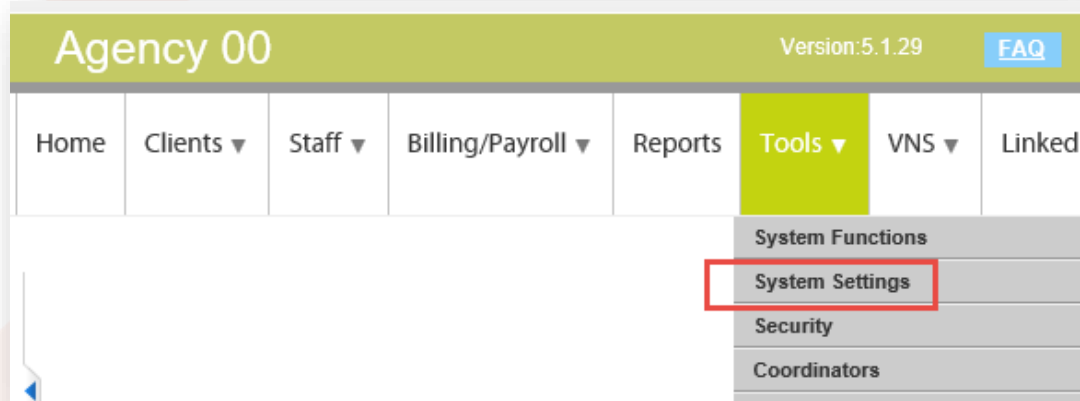 Agency 00 Version:5.1.29 FAQ
Home Clients ▼ Staff ▼ Billing/Payroll ▼ Reports Tools ▼ VNS ▼ Linked
System Functions
System Settings
Security
Coordinators